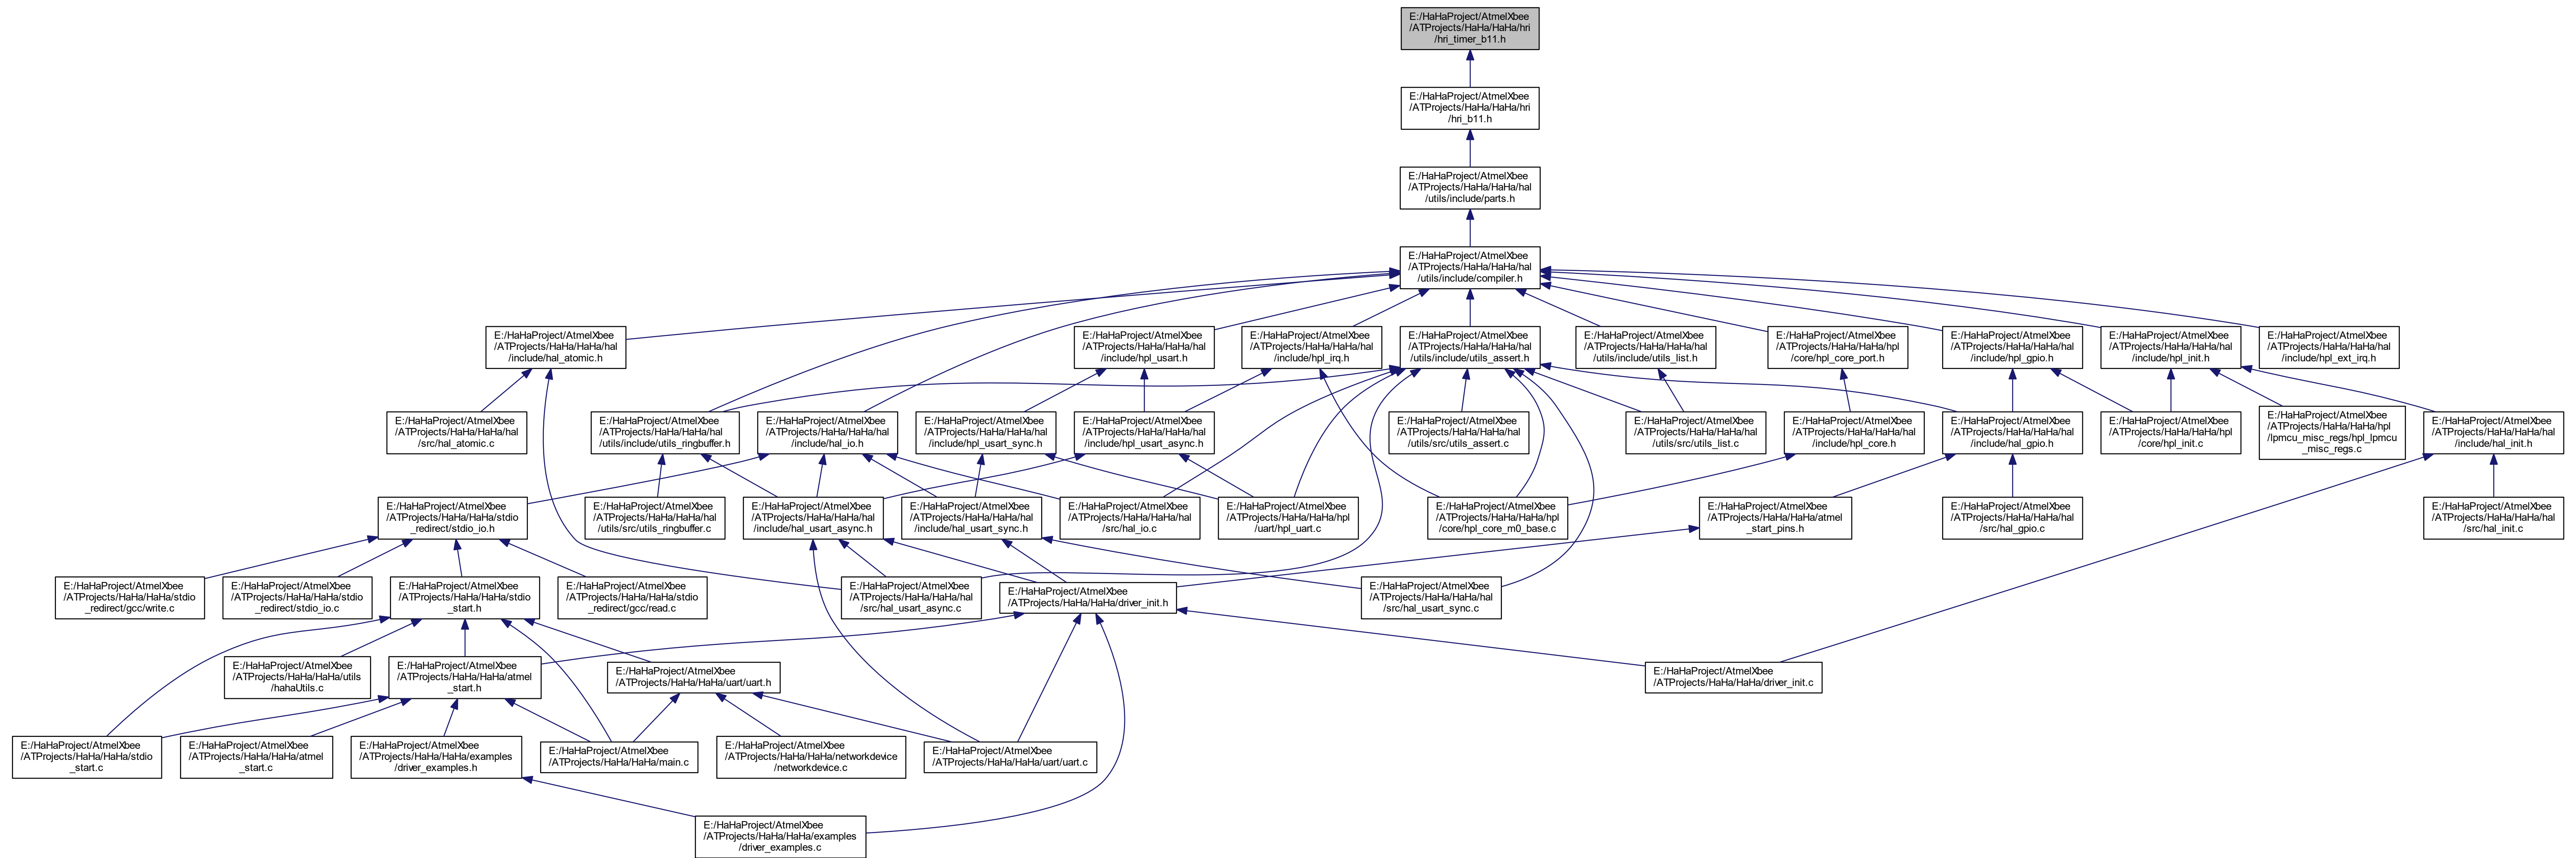 E:/HaHaProject/AtmelXbee
/ATProjects/HaHa/HaHa/hri
/hri_timer_b11.h
E:/HaHaProject/AtmelXbee
/ATProjects/HaHa/HaHa/hri
/hri_b11.h
E:/HaHaProject/AtmelXbee
/ATProjects/HaHa/HaHa/hal
/utils/include/parts.h
E:/HaHaProject/AtmelXbee
/ATProjects/HaHa/HaHa/hal
/utils/include/compiler.h
E:/HaHaProject/AtmelXbee
/ATProjects/HaHa/HaHa/hal
/include/hal_atomic.h
E:/HaHaProject/AtmelXbee
/ATProjects/HaHa/HaHa/hal
/include/hpl_usart.h
E:/HaHaProject/AtmelXbee
/ATProjects/HaHa/HaHa/hal
/include/hpl_irq.h
E:/HaHaProject/AtmelXbee
/ATProjects/HaHa/HaHa/hal
/utils/include/utils_assert.h
E:/HaHaProject/AtmelXbee
/ATProjects/HaHa/HaHa/hal
/utils/include/utils_list.h
E:/HaHaProject/AtmelXbee
/ATProjects/HaHa/HaHa/hpl
/core/hpl_core_port.h
E:/HaHaProject/AtmelXbee
/ATProjects/HaHa/HaHa/hal
/include/hpl_gpio.h
E:/HaHaProject/AtmelXbee
/ATProjects/HaHa/HaHa/hal
/include/hpl_init.h
E:/HaHaProject/AtmelXbee
/ATProjects/HaHa/HaHa/hal
/include/hpl_ext_irq.h
E:/HaHaProject/AtmelXbee
/ATProjects/HaHa/HaHa/hal
/src/hal_atomic.c
E:/HaHaProject/AtmelXbee
/ATProjects/HaHa/HaHa/hal
/utils/include/utils_ringbuffer.h
E:/HaHaProject/AtmelXbee
/ATProjects/HaHa/HaHa/hal
/include/hal_io.h
E:/HaHaProject/AtmelXbee
/ATProjects/HaHa/HaHa/hal
/include/hpl_usart_sync.h
E:/HaHaProject/AtmelXbee
/ATProjects/HaHa/HaHa/hal
/include/hpl_usart_async.h
E:/HaHaProject/AtmelXbee
/ATProjects/HaHa/HaHa/hal
/utils/src/utils_assert.c
E:/HaHaProject/AtmelXbee
/ATProjects/HaHa/HaHa/hal
/utils/src/utils_list.c
E:/HaHaProject/AtmelXbee
/ATProjects/HaHa/HaHa/hal
/include/hpl_core.h
E:/HaHaProject/AtmelXbee
/ATProjects/HaHa/HaHa/hal
/include/hal_gpio.h
E:/HaHaProject/AtmelXbee
/ATProjects/HaHa/HaHa/hpl
/core/hpl_init.c
E:/HaHaProject/AtmelXbee
/ATProjects/HaHa/HaHa/hpl
/lpmcu_misc_regs/hpl_lpmcu
_misc_regs.c
E:/HaHaProject/AtmelXbee
/ATProjects/HaHa/HaHa/hal
/include/hal_init.h
E:/HaHaProject/AtmelXbee
/ATProjects/HaHa/HaHa/stdio
_redirect/stdio_io.h
E:/HaHaProject/AtmelXbee
/ATProjects/HaHa/HaHa/hal
/utils/src/utils_ringbuffer.c
E:/HaHaProject/AtmelXbee
/ATProjects/HaHa/HaHa/hal
/include/hal_usart_async.h
E:/HaHaProject/AtmelXbee
/ATProjects/HaHa/HaHa/hal
/include/hal_usart_sync.h
E:/HaHaProject/AtmelXbee
/ATProjects/HaHa/HaHa/hal
/src/hal_io.c
E:/HaHaProject/AtmelXbee
/ATProjects/HaHa/HaHa/hpl
/uart/hpl_uart.c
E:/HaHaProject/AtmelXbee
/ATProjects/HaHa/HaHa/hpl
/core/hpl_core_m0_base.c
E:/HaHaProject/AtmelXbee
/ATProjects/HaHa/HaHa/atmel
_start_pins.h
E:/HaHaProject/AtmelXbee
/ATProjects/HaHa/HaHa/hal
/src/hal_gpio.c
E:/HaHaProject/AtmelXbee
/ATProjects/HaHa/HaHa/hal
/src/hal_init.c
E:/HaHaProject/AtmelXbee
/ATProjects/HaHa/HaHa/stdio
_redirect/gcc/write.c
E:/HaHaProject/AtmelXbee
/ATProjects/HaHa/HaHa/stdio
_redirect/stdio_io.c
E:/HaHaProject/AtmelXbee
/ATProjects/HaHa/HaHa/stdio
_start.h
E:/HaHaProject/AtmelXbee
/ATProjects/HaHa/HaHa/stdio
_redirect/gcc/read.c
E:/HaHaProject/AtmelXbee
/ATProjects/HaHa/HaHa/hal
/src/hal_usart_async.c
E:/HaHaProject/AtmelXbee
/ATProjects/HaHa/HaHa/driver_init.h
E:/HaHaProject/AtmelXbee
/ATProjects/HaHa/HaHa/hal
/src/hal_usart_sync.c
E:/HaHaProject/AtmelXbee
/ATProjects/HaHa/HaHa/utils
/hahaUtils.c
E:/HaHaProject/AtmelXbee
/ATProjects/HaHa/HaHa/atmel
_start.h
E:/HaHaProject/AtmelXbee
/ATProjects/HaHa/HaHa/uart/uart.h
E:/HaHaProject/AtmelXbee
/ATProjects/HaHa/HaHa/driver_init.c
E:/HaHaProject/AtmelXbee
/ATProjects/HaHa/HaHa/stdio
_start.c
E:/HaHaProject/AtmelXbee
/ATProjects/HaHa/HaHa/atmel
_start.c
E:/HaHaProject/AtmelXbee
/ATProjects/HaHa/HaHa/examples
/driver_examples.h
E:/HaHaProject/AtmelXbee
/ATProjects/HaHa/HaHa/main.c
E:/HaHaProject/AtmelXbee
/ATProjects/HaHa/HaHa/networkdevice
/networkdevice.c
E:/HaHaProject/AtmelXbee
/ATProjects/HaHa/HaHa/uart/uart.c
E:/HaHaProject/AtmelXbee
/ATProjects/HaHa/HaHa/examples
/driver_examples.c